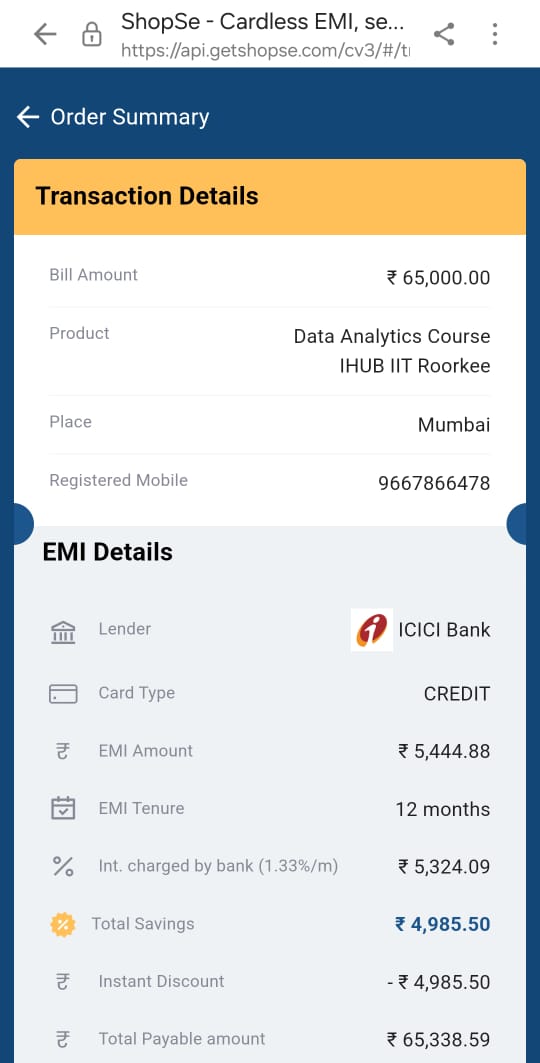 ShopSe - Cardless EMI, se...
https://api.getshopse.com/cv3/#/t
Order Summary
Transaction Details
Bill Amount ₹ 65,000.00
Product Data Analytics Course
IHUB IIT Roorkee
Place Mumbai
Registered Mobile 9667866478
EMI Details
Lender ICICI Bank
Card Type CREDIT
EMI Amount ₹ 5,444.88
EMI Tenure 12 months
Int. charged by bank (1.33%/m) ₹ 5,324.09
Total Savings ₹ 4,985.50
Instant Discount - ₹ 4,985.50
Total Payable amount ₹ 65,338.59